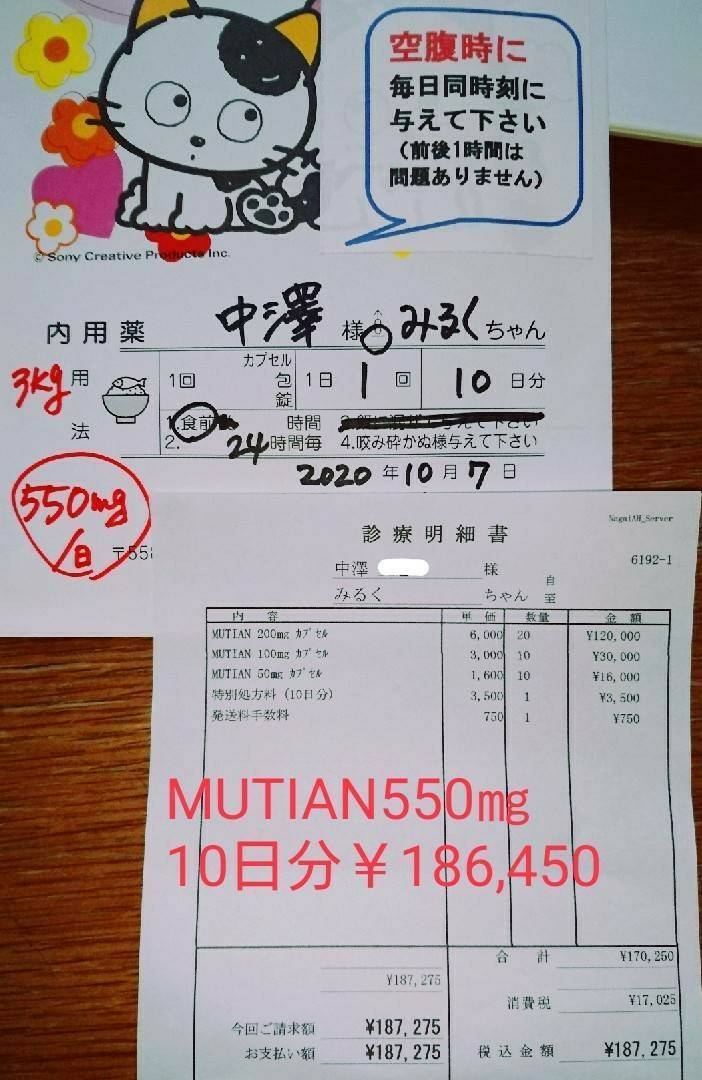 空腹時に
毎日同時刻に
与えて下さい
(前後1時間は
問題ありません)
© Sony Creative Products Inc.
中澤 様 みるく ちゃん
内用薬
3kg
用法
1回 カプセル 包 錠 1日 1 回 10 日分
1.食前 時間
2. 24 時間毎 4.咬み砕かぬ様与えて下さい
2020 年 10 月 7 日
550mg
/日
〒558
NagaiAH_Server
診療明細書
6192-1
中澤 様
みるく ちゃん
自
至
内 容 単価 数量 金額
MUTIAN 200mg カプセル 6,000 20 ¥120,000
MUTIAN 100mg カプセル 3,000 10 ¥30,000
MUTIAN 50mg カプセル 1,600 10 ¥16,000
特別処方料 (10日分) 3,500 1 ¥3,500
発送料手数料 750 1 ¥750
MUTIAN550㎎
10日分￥186,450
合 計 ¥170,250
¥187,275
消費税 ¥17,025
今回ご請求額 ¥187,275
お支払い額 ¥187,275
税込金額 ¥187,275